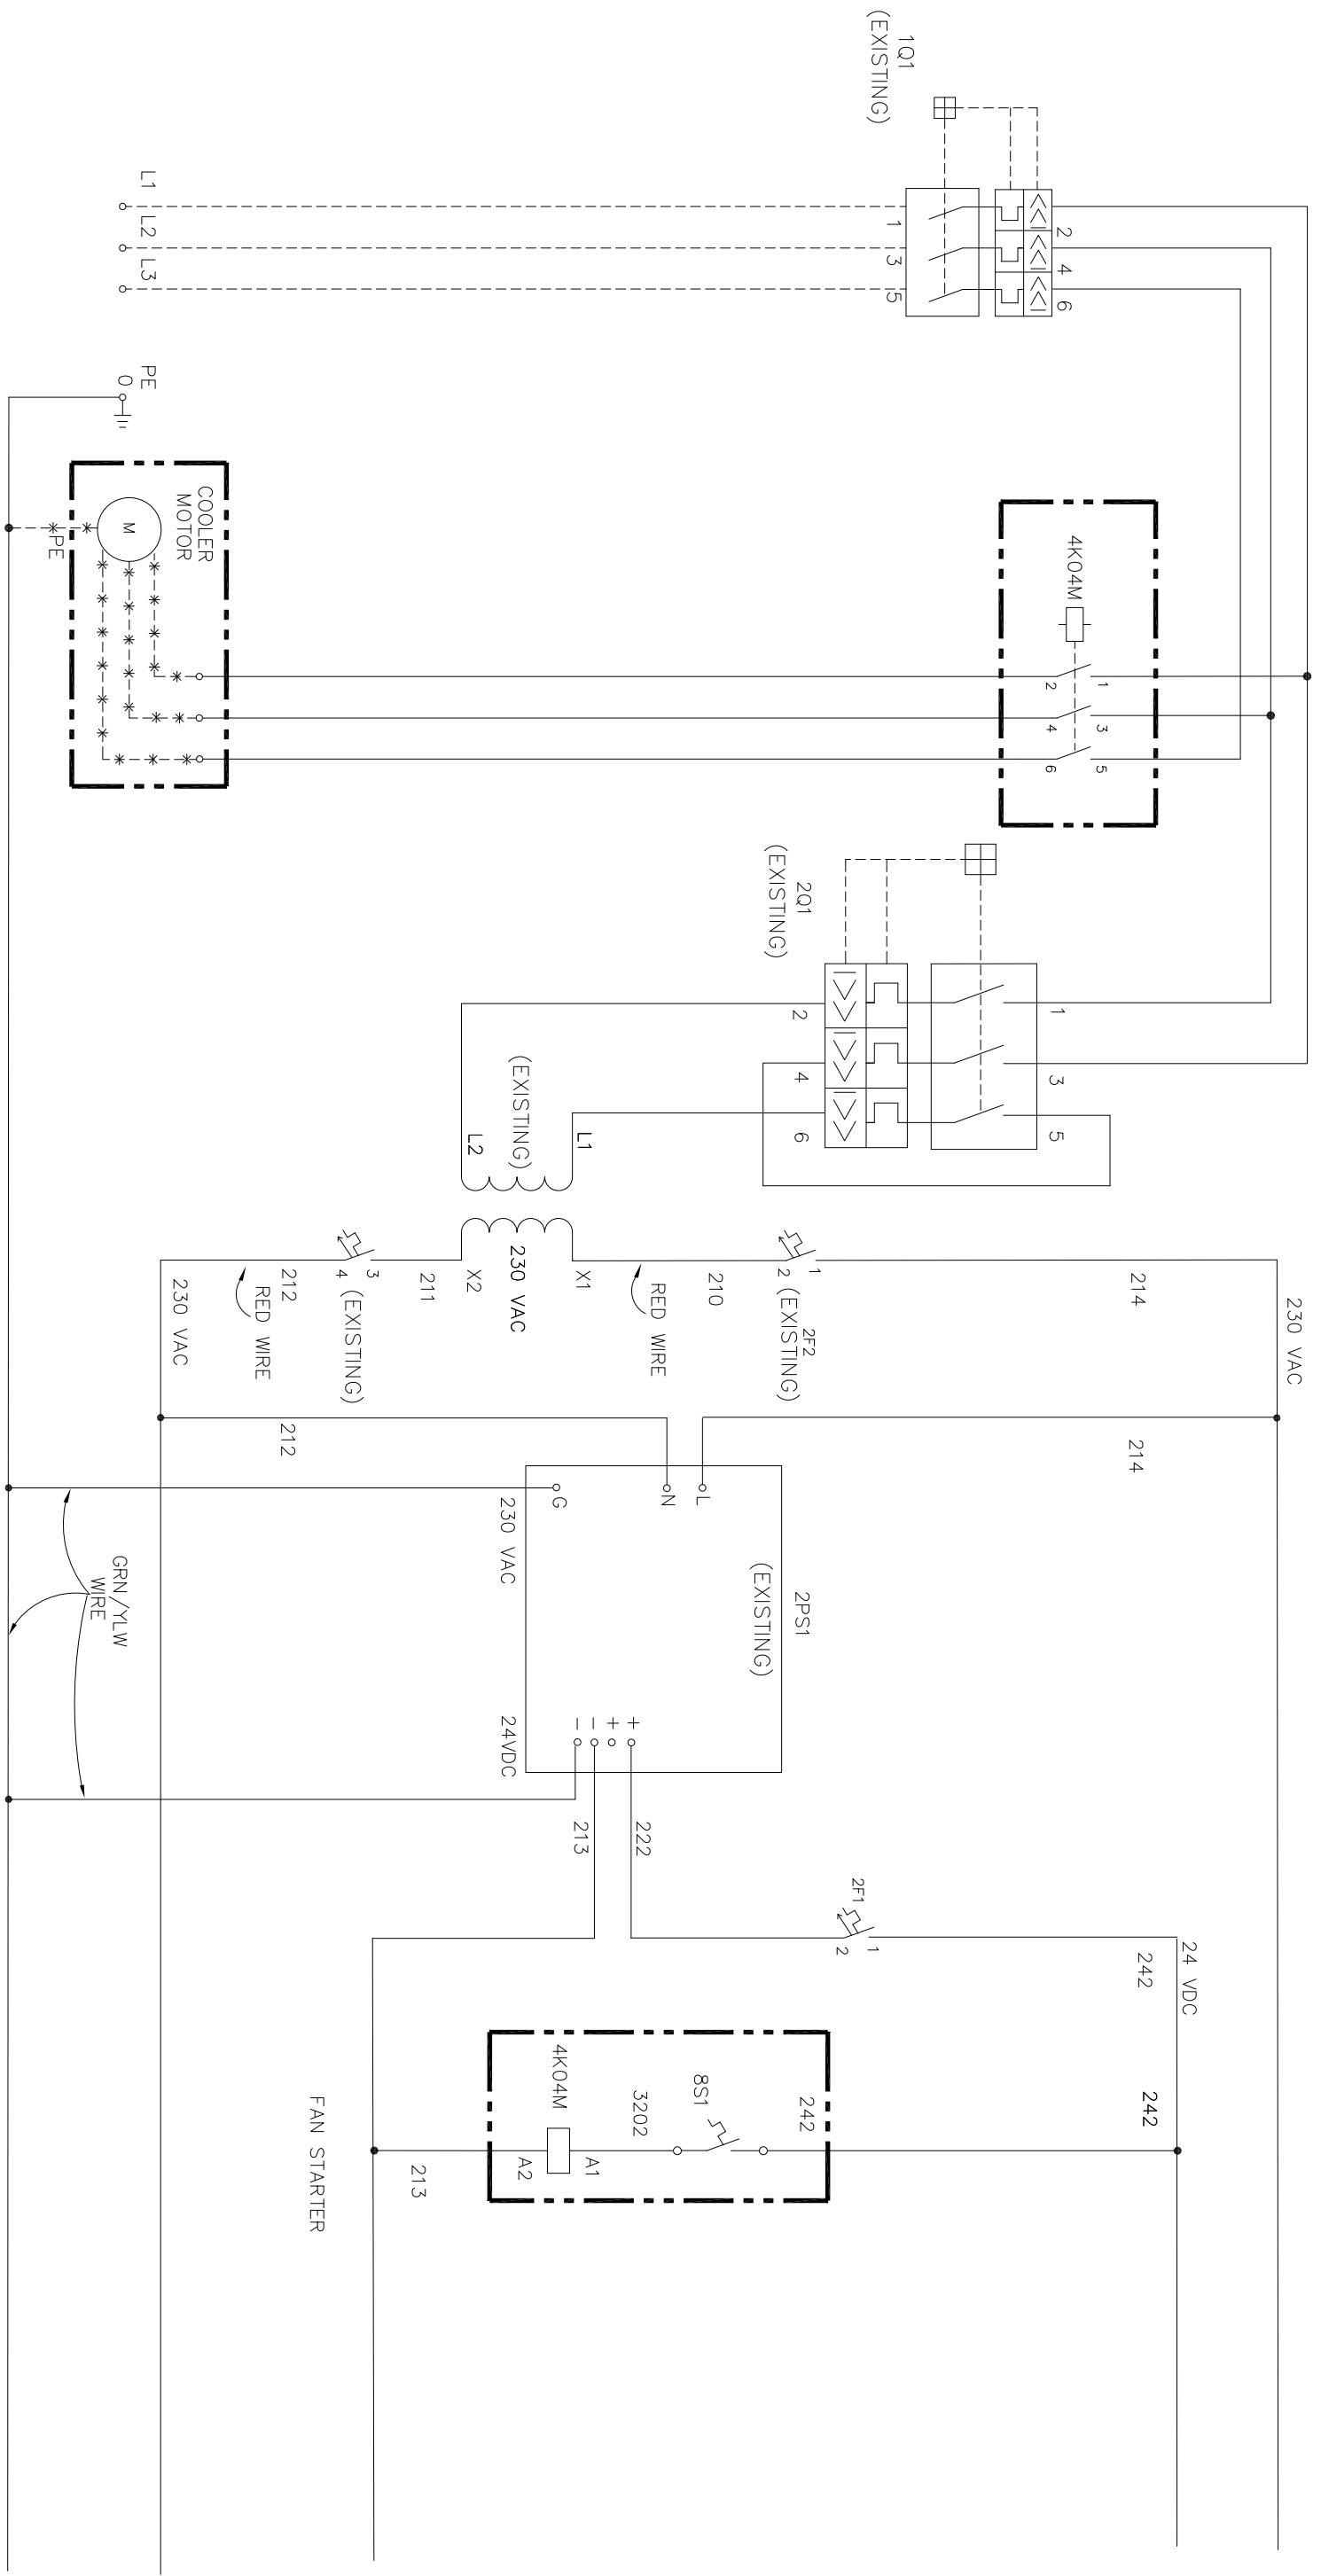 1Q1
(EXISTING)
L1
L2
L3
1
3
5
2
4
6
PE
0
COOLER
MOTOR
M
PE
4K04M
1
2
3
4
5
6
2Q1
(EXISTING)
1
3
5
2
4
6
(EXISTING)
L1
L2
X1
X2
230 VAC
230 VAC
214
1
2
2F2
(EXISTING)
210
RED WIRE
211
3
4
(EXISTING)
212
RED WIRE
230 VAC
214
212
2PS1
(EXISTING)
L
N
G
230 VAC
24VDC
+
+
–
–
GRN/YLW
WIRE
222
213
2F1
1
2
24 VDC
242
242
242
8S1
3202
4K04M
A1
A2
213
FAN STARTER